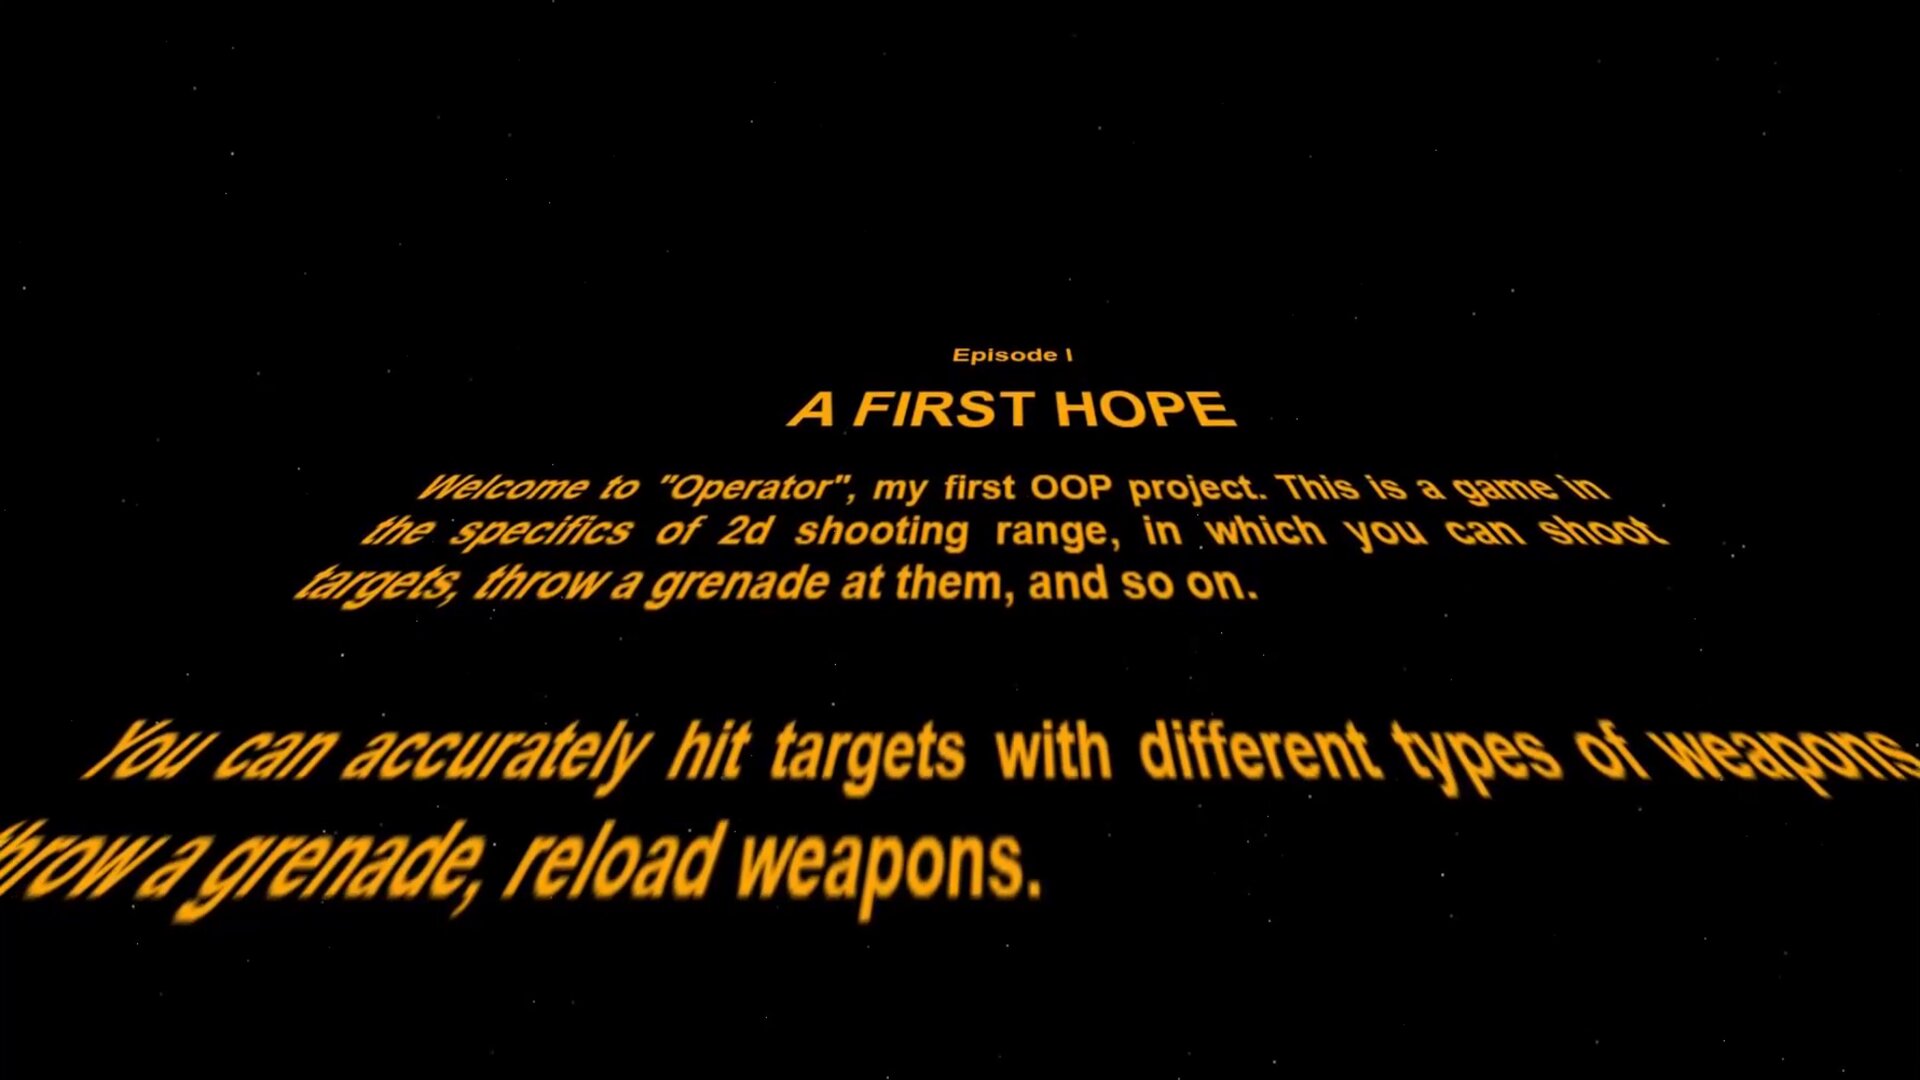 Episode I
A FIRST HOPE
Welcome to "Operator", my first OOP project. This is a game in
the specifics of 2d shooting range, in which you can shoot
targets, throw a grenade at them, and so on.
You can accurately hit targets with different types of weapons
throw a grenade, reload weapons.